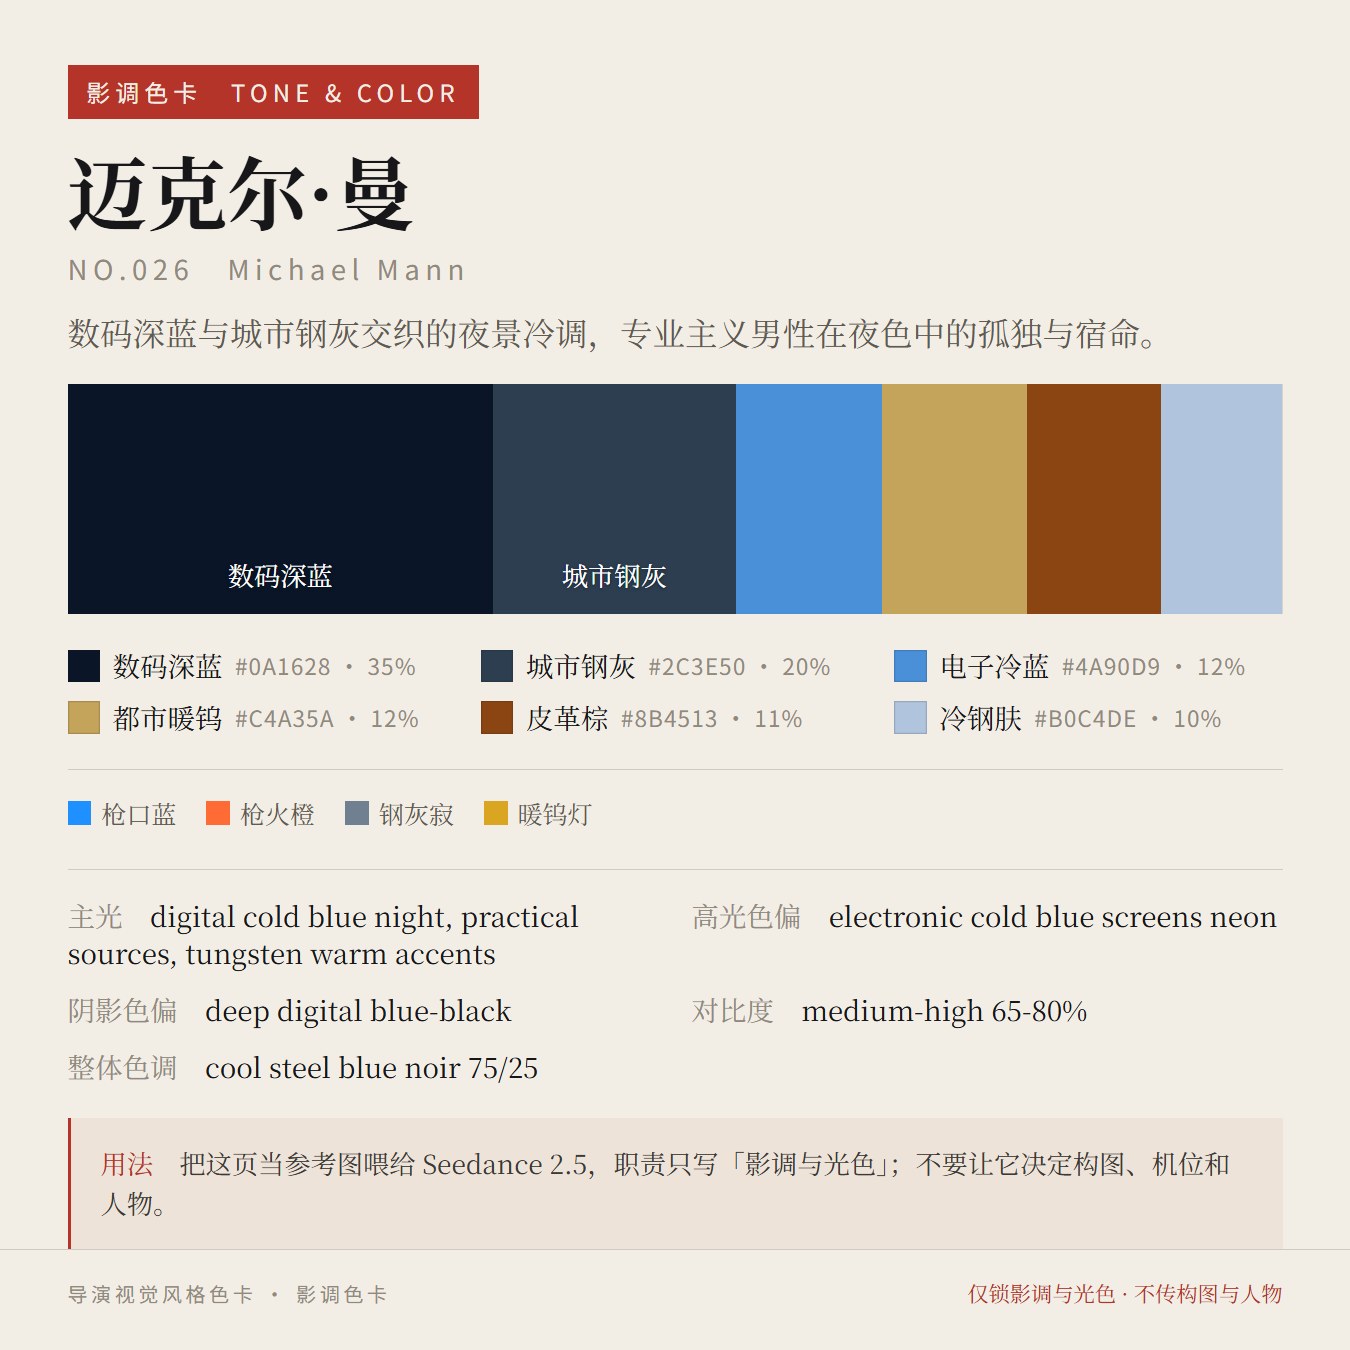 影调色卡 TONE & COLOR
迈克尔·曼
NO.026 Michael Mann
数码深蓝与城市钢灰交织的夜景冷调，专业主义男性在夜色中的孤独与宿命。
数码深蓝 城市钢灰
数码深蓝 #0A1628 · 35% 城市钢灰 #2C3E50 · 20% 电子冷蓝 #4A90D9 · 12%
都市暖钨 #C4A35A · 12% 皮革棕 #8B4513 · 11% 冷钢肤 #B0C4DE · 10%
枪口蓝 枪火橙 钢灰寂 暖钨灯
主光 digital cold blue night, practical
sources, tungsten warm accents
高光色偏 electronic cold blue screens neon
阴影色偏 deep digital blue-black
对比度 medium-high 65-80%
整体色调 cool steel blue noir 75/25
用法 把这页当参考图喂给 Seedance 2.5，职责只写「影调与光色」；不要让它决定构图、机位和
人物。
导演视觉风格色卡 · 影调色卡
仅锁影调与光色 · 不传构图与人物